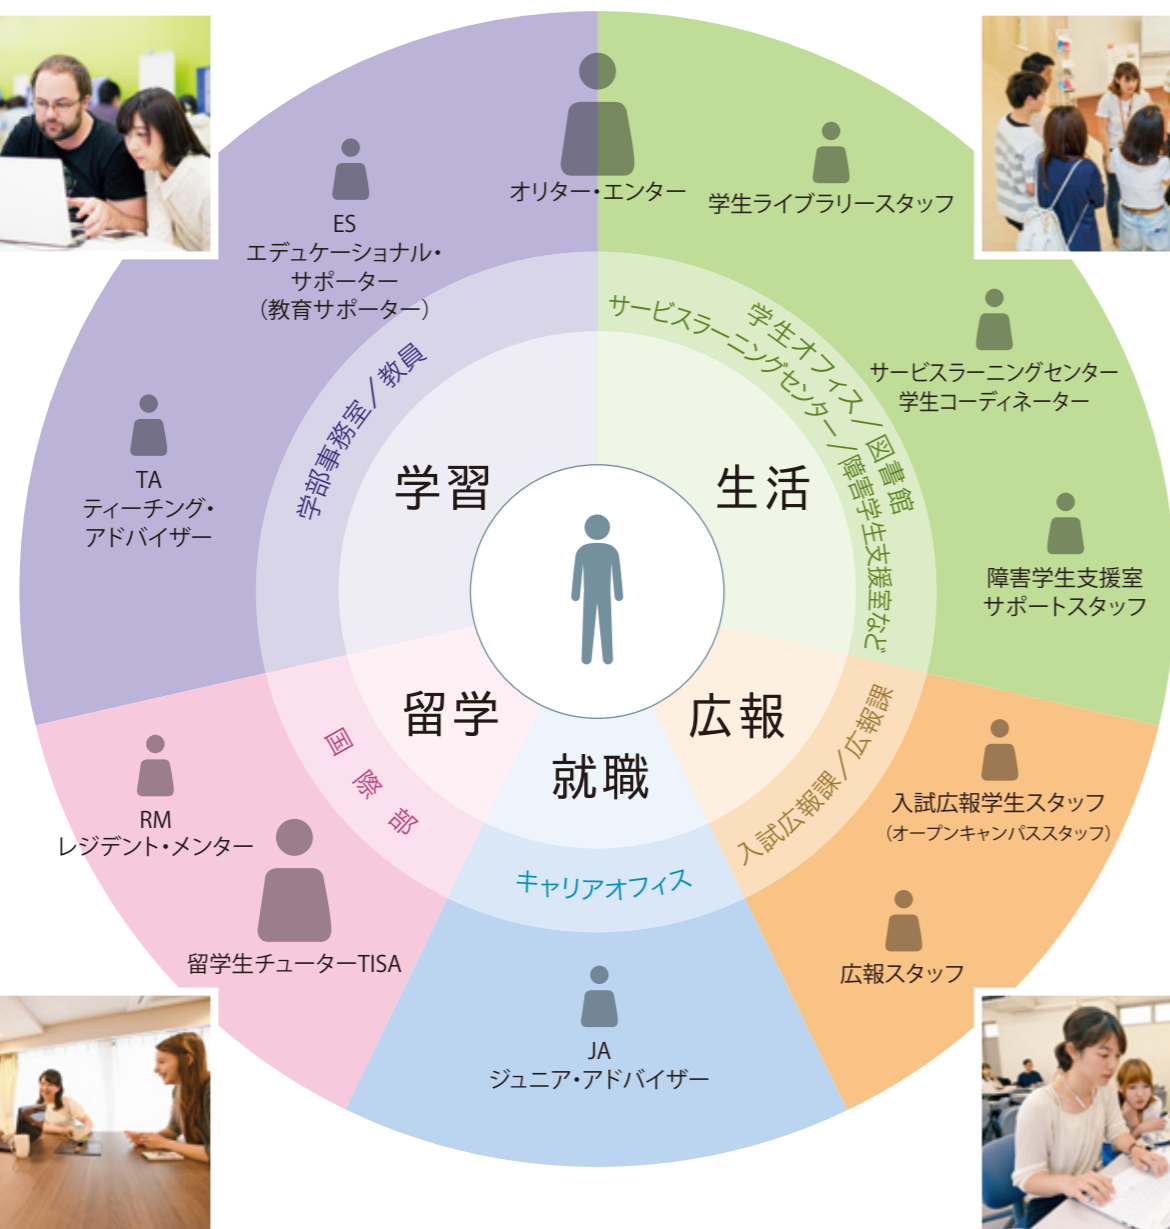 オリター・エンター
学生ライブラリースタッフ
ES
エデュケーショナル・
サポーター
（教育サポーター）
サービスラーニングセンター
学生コーディネーター
TA
ティーチング・
アドバイザー
障害学生支援室
サポートスタッフ
学部事務室／教員
学生オフィス／図書館
サービスラーニングセンター／障害学生支援室など
学習
生活
留学
広報
就職
国際部
入試広報課／広報課
キャリアオフィス
RM
レジデント・メンター
留学生チューターTISA
入試広報学生スタッフ
（オープンキャンパススタッフ）
広報スタッフ
JA
ジュニア・アドバイザー